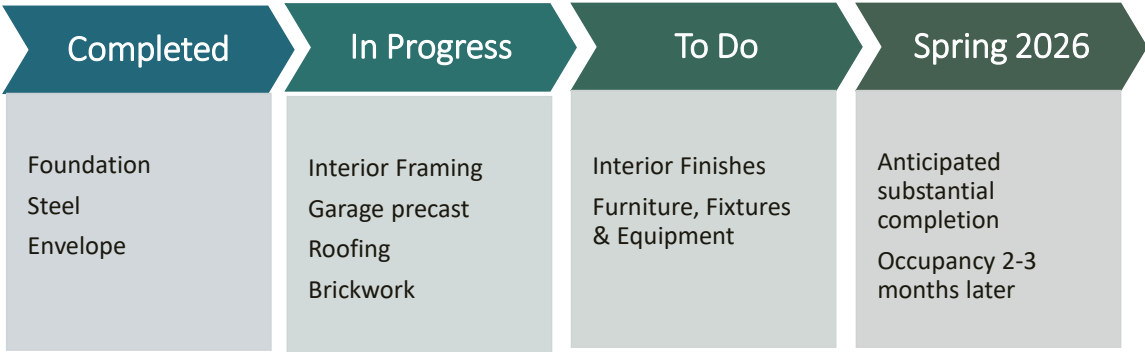 Completed
Foundation
Steel
Envelope
In Progress
Interior Framing
Garage precast
Roofing
Brickwork
To Do
Interior Finishes
Furniture, Fixtures
& Equipment
Spring 2026
Anticipated
substantial
completion
Occupancy 2-3
months later